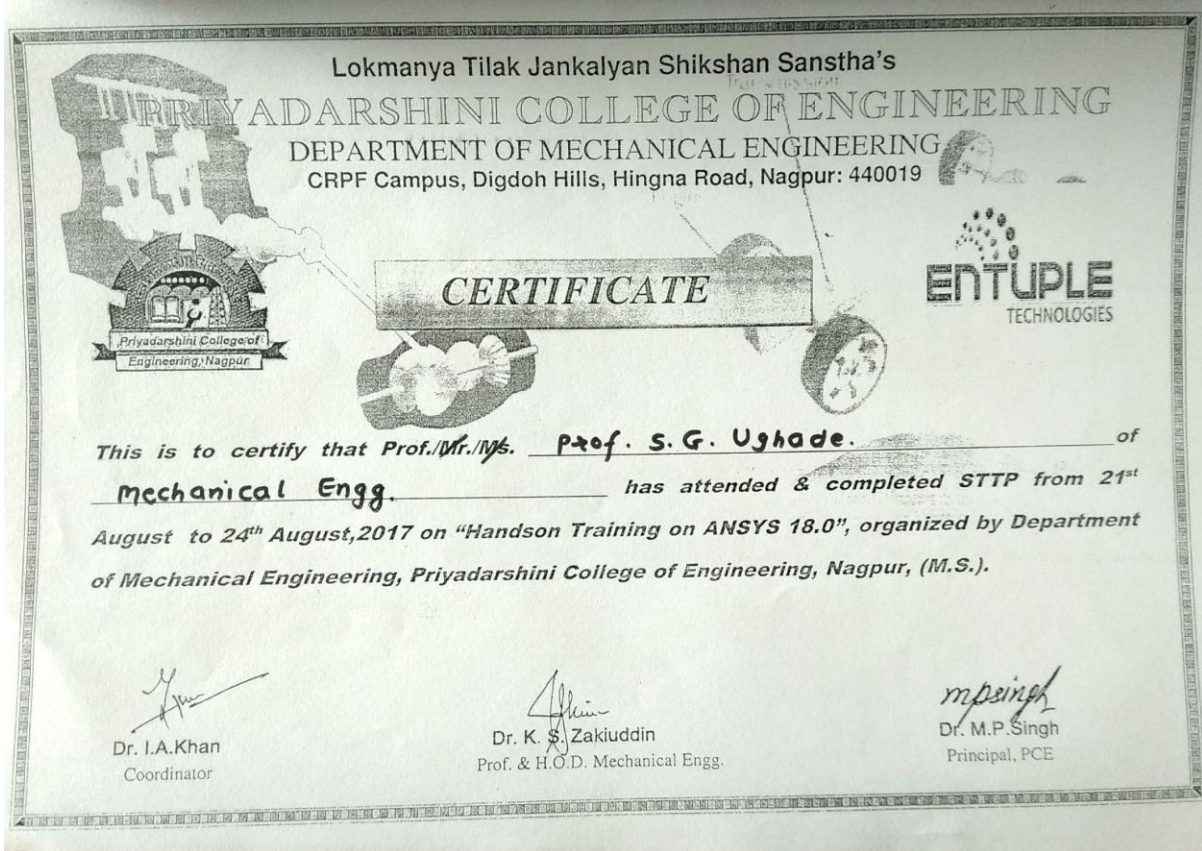 Lokmanya Tilak Jankalyan Shikshan Sanstha's
PRIYADARSHINI COLLEGE OF ENGINEERING
DEPARTMENT OF MECHANICAL ENGINEERING
CRPF Campus, Digdoh Hills, Hingna Road, Nagpur: 440019
Priyadarshini College of
Engineering, Nagpur
CERTIFICATE
ENTUPLE
TECHNOLOGIES
This is to certify that Prof./Mr./Ms. Prof. S. G. Ughade. of
Mechanical Engg. has attended & completed STTP from 21st
August to 24th August,2017 on “Handson Training on ANSYS 18.0”, organized by Department
of Mechanical Engineering, Priyadarshini College of Engineering, Nagpur, (M.S.).
mpsingh
Dr. I.A.Khan
Coordinator
Dr. K. S. Zakiuddin
Prof. & H.O.D. Mechanical Engg.
Dr. M.P.Singh
Principal, PCE